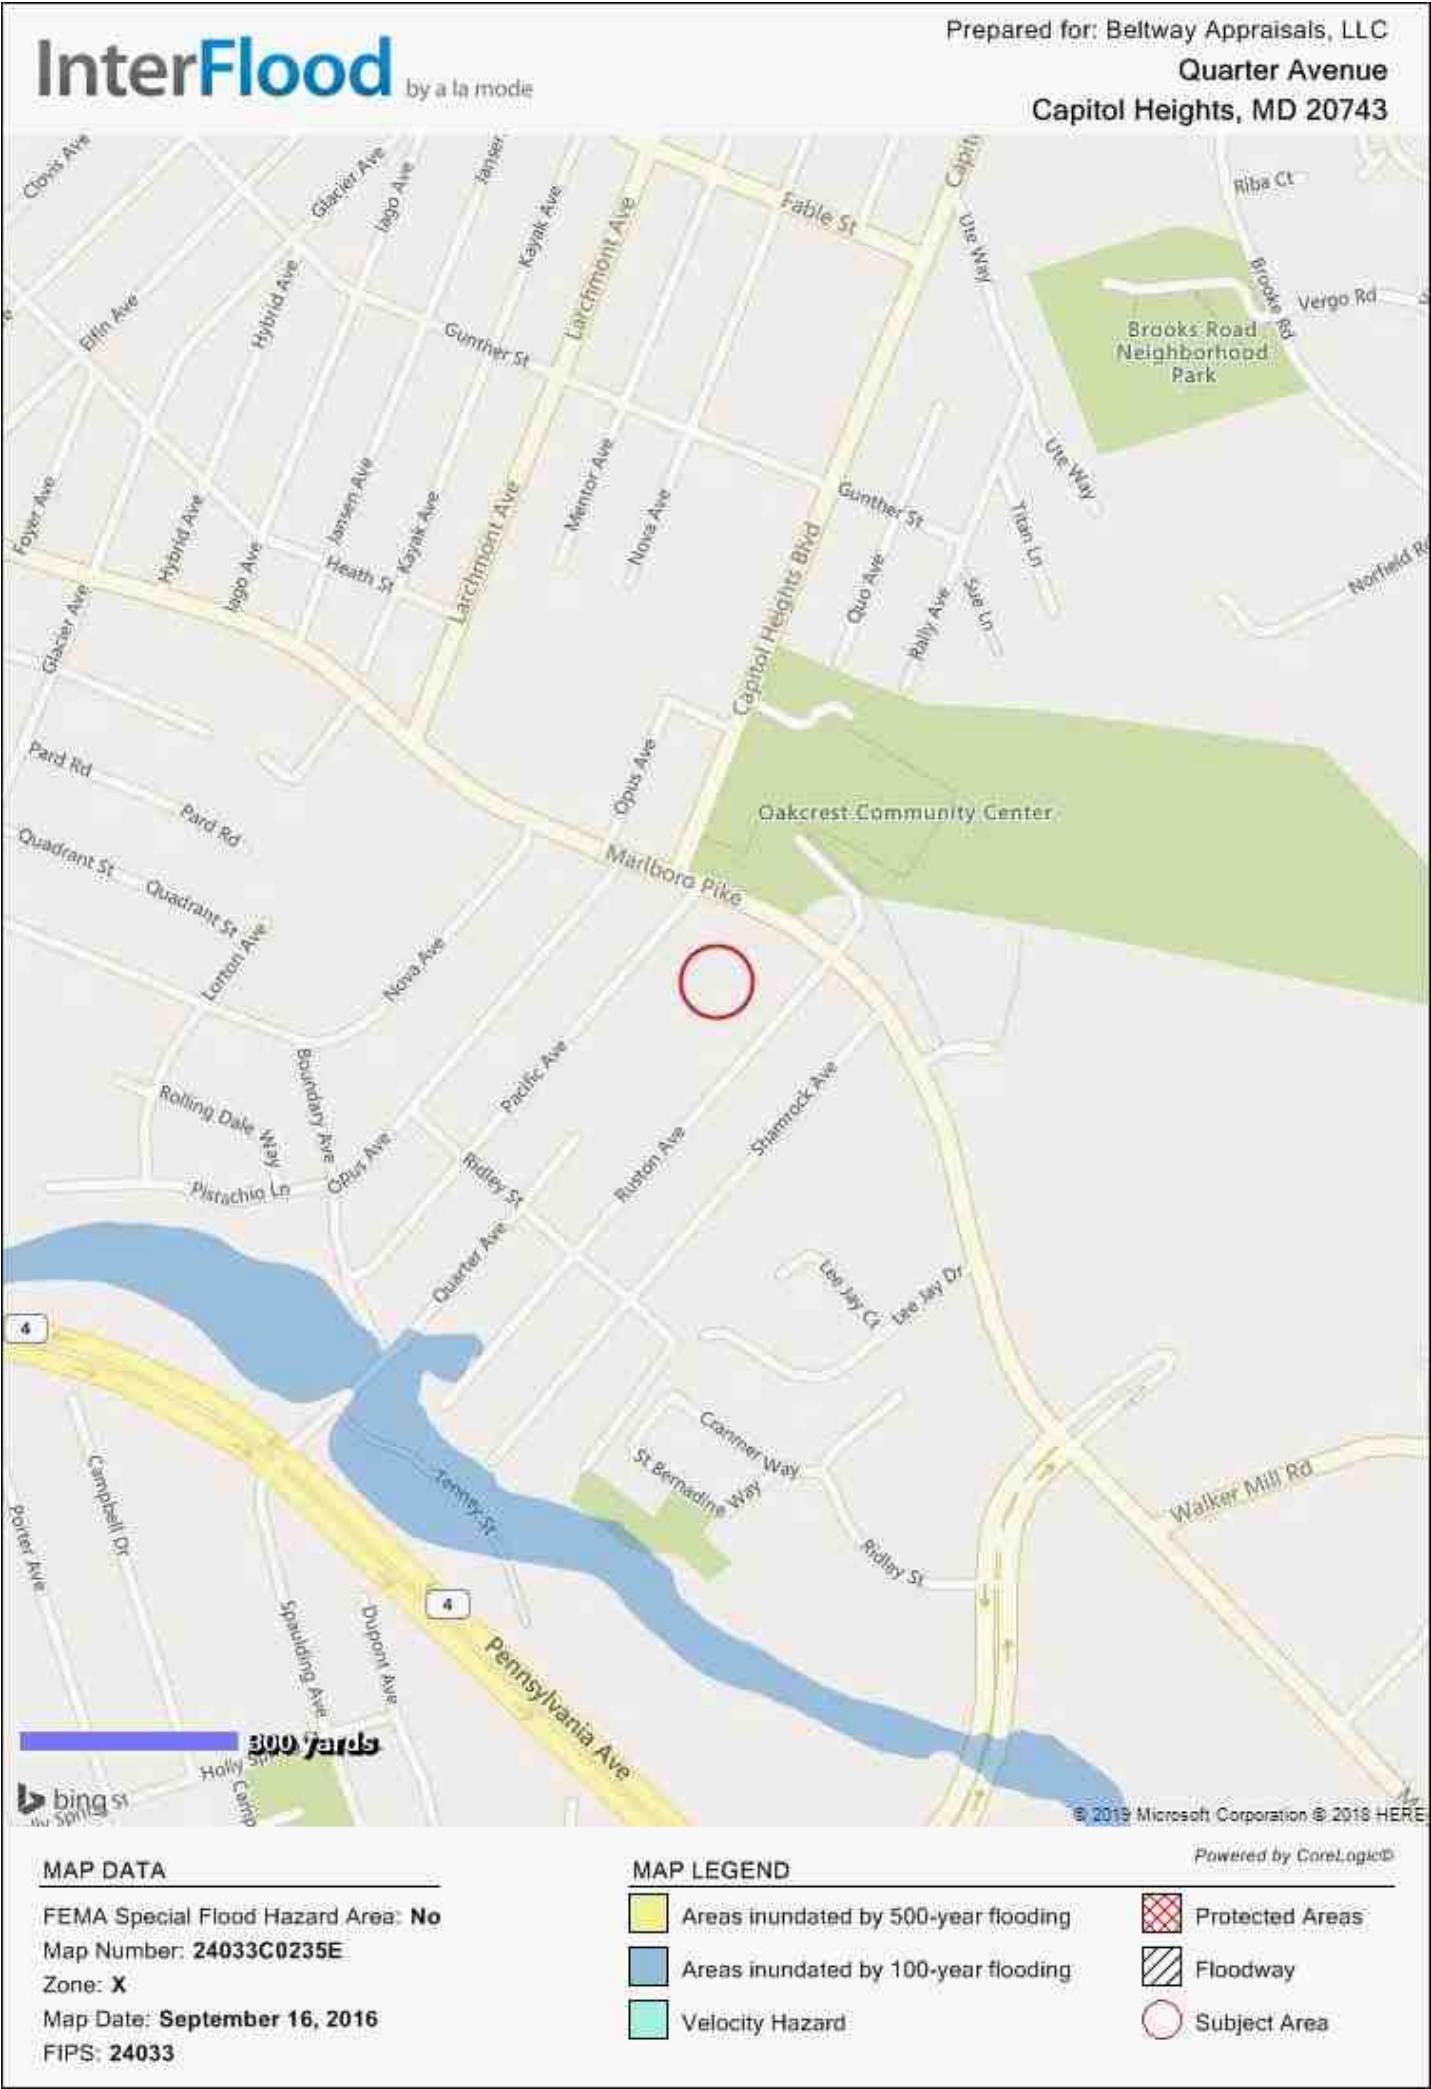 InterFlood by a la mode
Prepared for: Beltway Appraisals, LLC
Quarter Avenue
Capitol Heights, MD 20743
Clovis Ave
Glacier Ave
Iago Ave
Kayak Ave
Larchmont Ave
Fable St
Ute Way
Riba Ct
Brooke Rd
Vergo Rd
Brooks Road
Neighborhood
Park
Elfin Ave
Hybrid Ave
Gunther St
Foyer Ave
Hybrid Ave
Iago Ave
Jansen Ave
Kayak Ave
Heath St
Larchmont Ave
Mentor Ave
Nova Ave
Capitol Heights Blvd
Gunther St
Quo Ave
Rally Ave
Sue Ln
Titan Ln
Ute Way
Glacier Ave
Pard Rd
Pard Rd
Opus Ave
Oakcrest Community Center
Marlboro Pike
Quadrant St
Quadrant St
Lorton Ave
Nova Ave
Boundary Ave
Pacific Ave
Shamrock Ave
Ruston Ave
Rolling Dale Way
Pistachio Ln
Opus Ave
Ridley St
Quarter Ave
Lee Jay Ct
Lee Jay Dr
4
Cranmer Way
St Bernadine Way
Tenney St
Walker Mill Rd
Campbell Dr
Porter Ave
Ridley St
4
Spaulding Ave
Dupont Ave
Pennsylvania Ave
800 yards
Holly
bing
© 2019 Microsoft Corporation © 2018 HERE
Powered by CoreLogic©
MAP DATA
FEMA Special Flood Hazard Area: No
Map Number: 24033C0235E
Zone: X
Map Date: September 16, 2016
FIPS: 24033
MAP LEGEND
Areas inundated by 500-year flooding
Areas inundated by 100-year flooding
Velocity Hazard
Protected Areas
Floodway
Subject Area